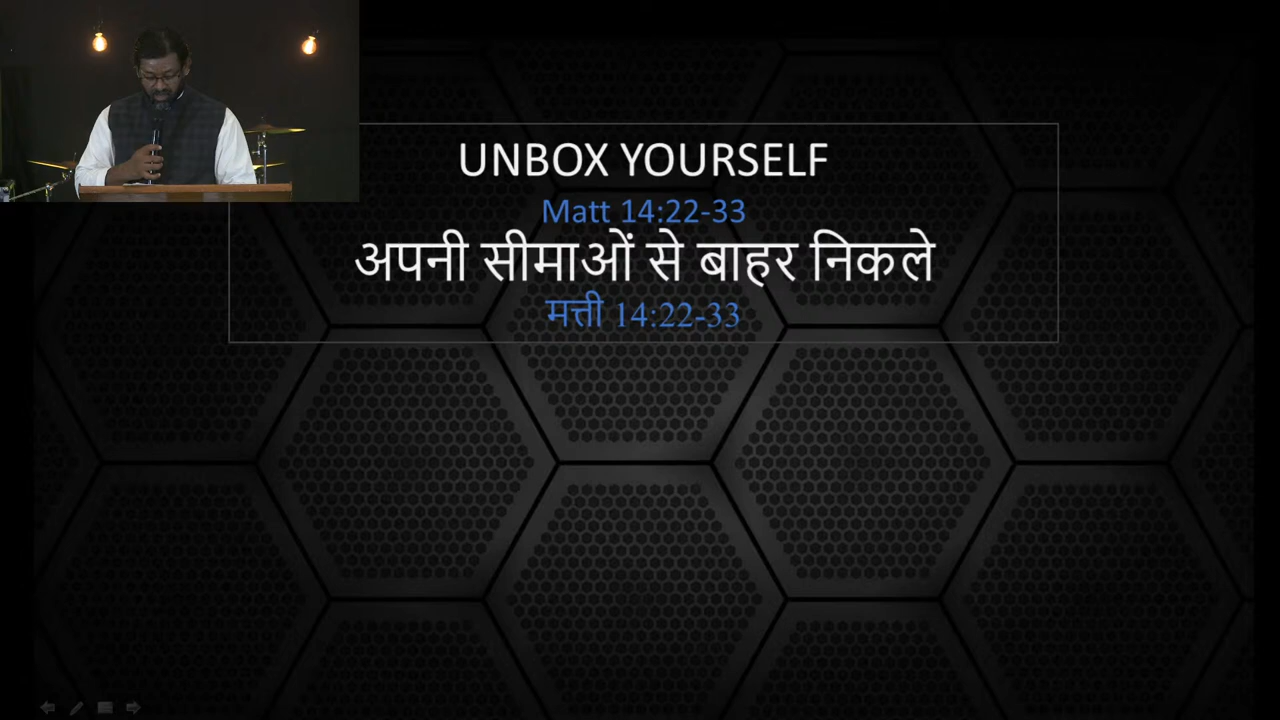 UNBOX YOURSELF
Matt 14:22-33
अपनी सीमाओं से बाहर निकले
मत्ती 14:22-33